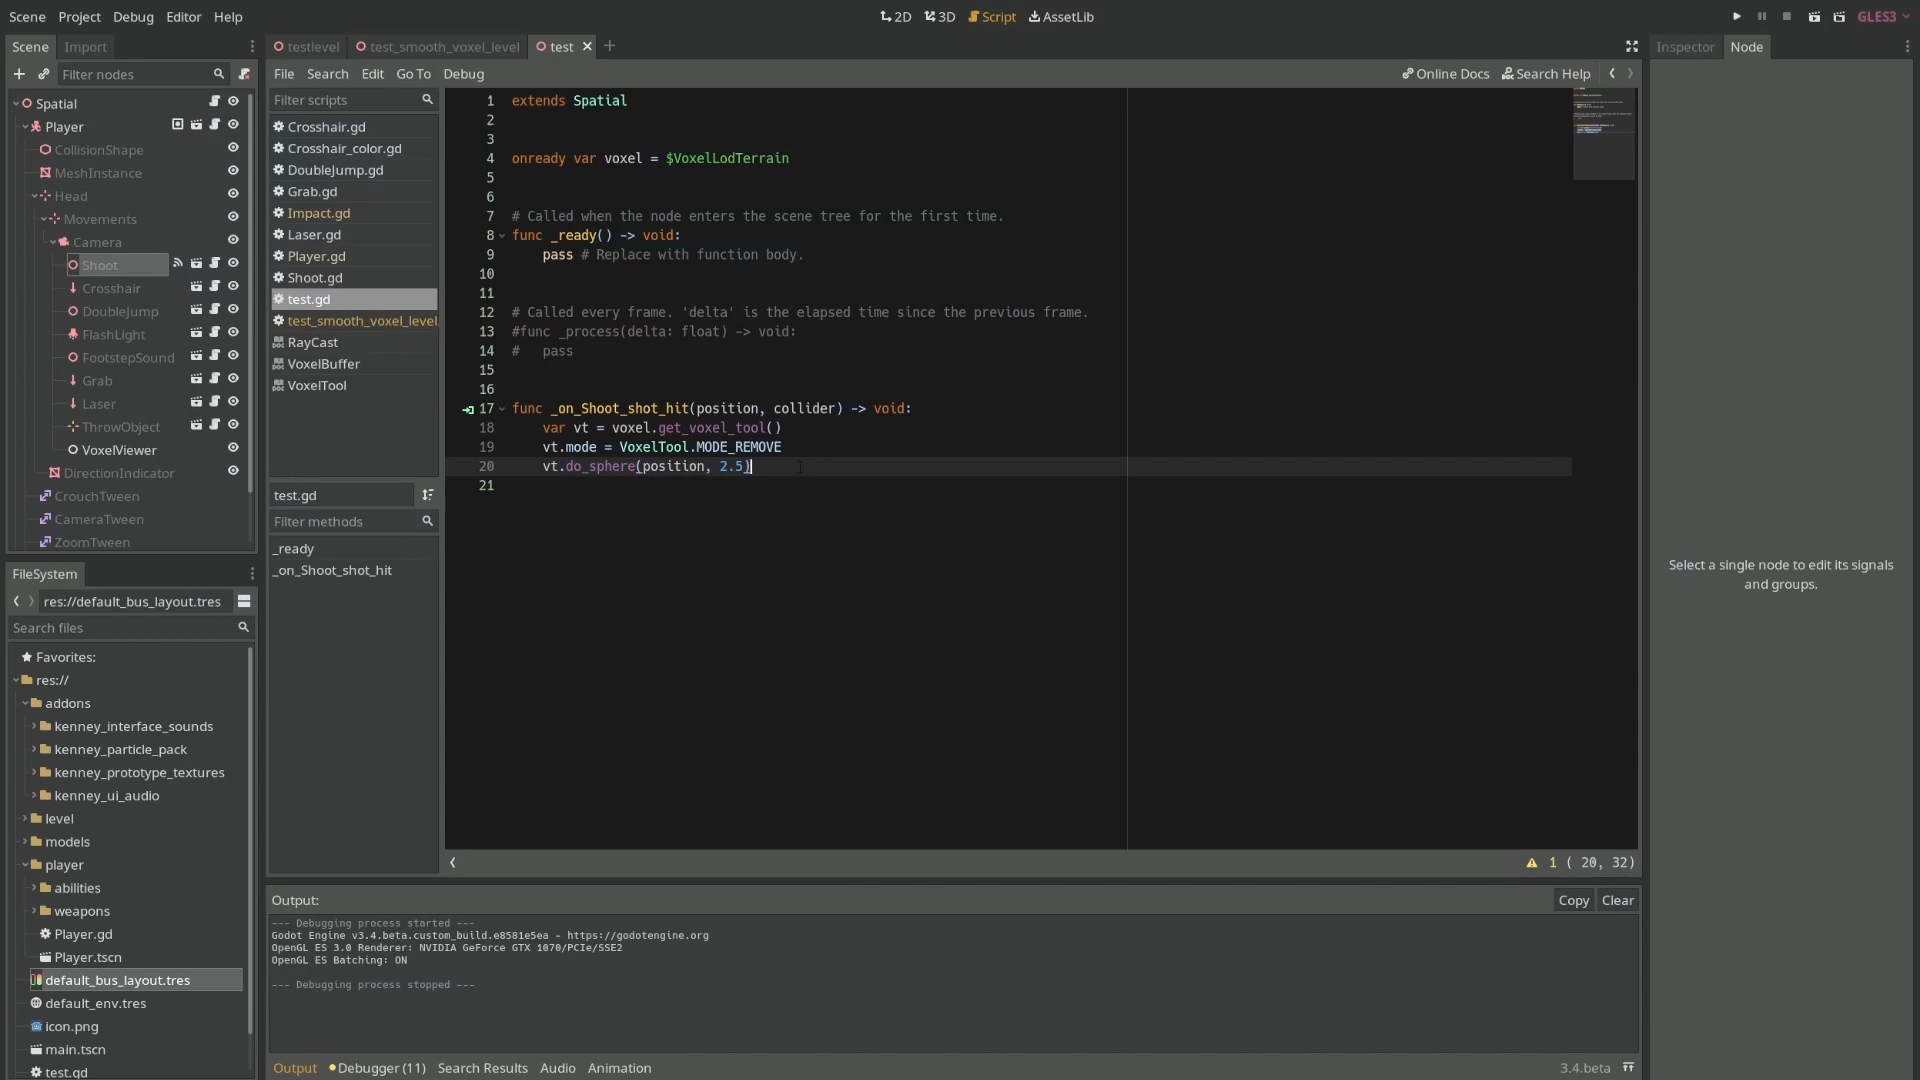 Scene Project Debug Editor Help
2D 3D Script AssetLib
GLES3
Scene Import
testlevel test_smooth_voxel_level test
Inspector Node
Filter nodes
File Search Edit Go To Debug
Online Docs Search Help
Spatial
Player
CollisionShape
MeshInstance
Head
Movements
Camera
Shoot
Crosshair
DoubleJump
FlashLight
FootstepSound
Grab
Laser
ThrowObject
VoxelViewer
DirectionIndicator
CrouchTween
CameraTween
ZoomTween
FileSystem
res://default_bus_layout.tres
Search files
Favorites:
res://
addons
kenney_interface_sounds
kenney_particle_pack
kenney_prototype_textures
kenney_ui_audio
level
models
player
abilities
weapons
Player.gd
Player.tscn
default_bus_layout.tres
default_env.tres
icon.png
main.tscn
test.gd
Filter scripts
Crosshair.gd
Crosshair_color.gd
DoubleJump.gd
Grab.gd
Impact.gd
Laser.gd
Player.gd
Shoot.gd
test.gd
test_smooth_voxel_level.
RayCast
VoxelBuffer
VoxelTool
test.gd
Filter methods
_ready
_on_Shoot_shot_hit
1 extends Spatial
2
3
4 onready var voxel = $VoxelLodTerrain
5
6
7 # Called when the node enters the scene tree for the first time.
8 func _ready() -> void:
9 pass # Replace with function body.
10
11
12 # Called every frame. 'delta' is the elapsed time since the previous frame.
13 #func _process(delta: float) -> void:
14 # pass
15
16
17 func _on_Shoot_shot_hit(position, collider) -> void:
18 var vt = voxel.get_voxel_tool()
19 vt.mode = VoxelTool.MODE_REMOVE
20 vt.do_sphere(position, 2.5)
21
1 ( 20, 32)
Select a single node to edit its signals
and groups.
Output:
Copy Clear
--- Debugging process started ---
Godot Engine v3.4.beta.custom_build.e8581e5ea - https://godotengine.org
OpenGL ES 3.0 Renderer: NVIDIA GeForce GTX 1070/PCIe/SSE2
OpenGL ES Batching: ON
--- Debugging process stopped ---
Output Debugger (11) Search Results Audio Animation
3.4.beta